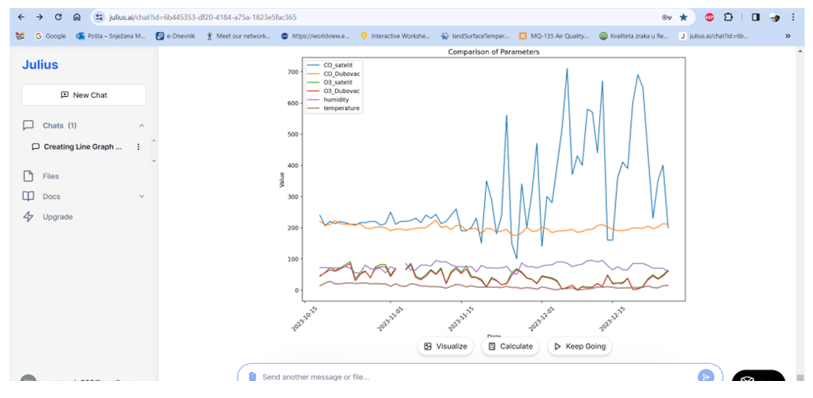 julius.ai/chat?id=6b445353-df20-4184-a75a-1823e5fac365
Google
Pošta – Snježana M...
e-Dnevnik
Meet our network...
https://worldview.e...
Interactive Workshe...
landSurfaceTemper...
MQ-135 Air Quality...
Kvaliteta zraka u Re...
julius.ai/chat?id=6b...
Julius
New Chat
Chats (1)
Creating Line Graph ...
Files
Docs
Upgrade
Comparison of Parameters
CO_satelit
CO_Dubovac
O3_satelit
O3_Dubovac
humidity
temperature
700
600
500
400
300
200
100
0
Value
2023-10-15
2023-11-01
2023-11-15
2023-12-01
2023-12-15
Date
Visualize
Calculate
Keep Going
Send another message or file...